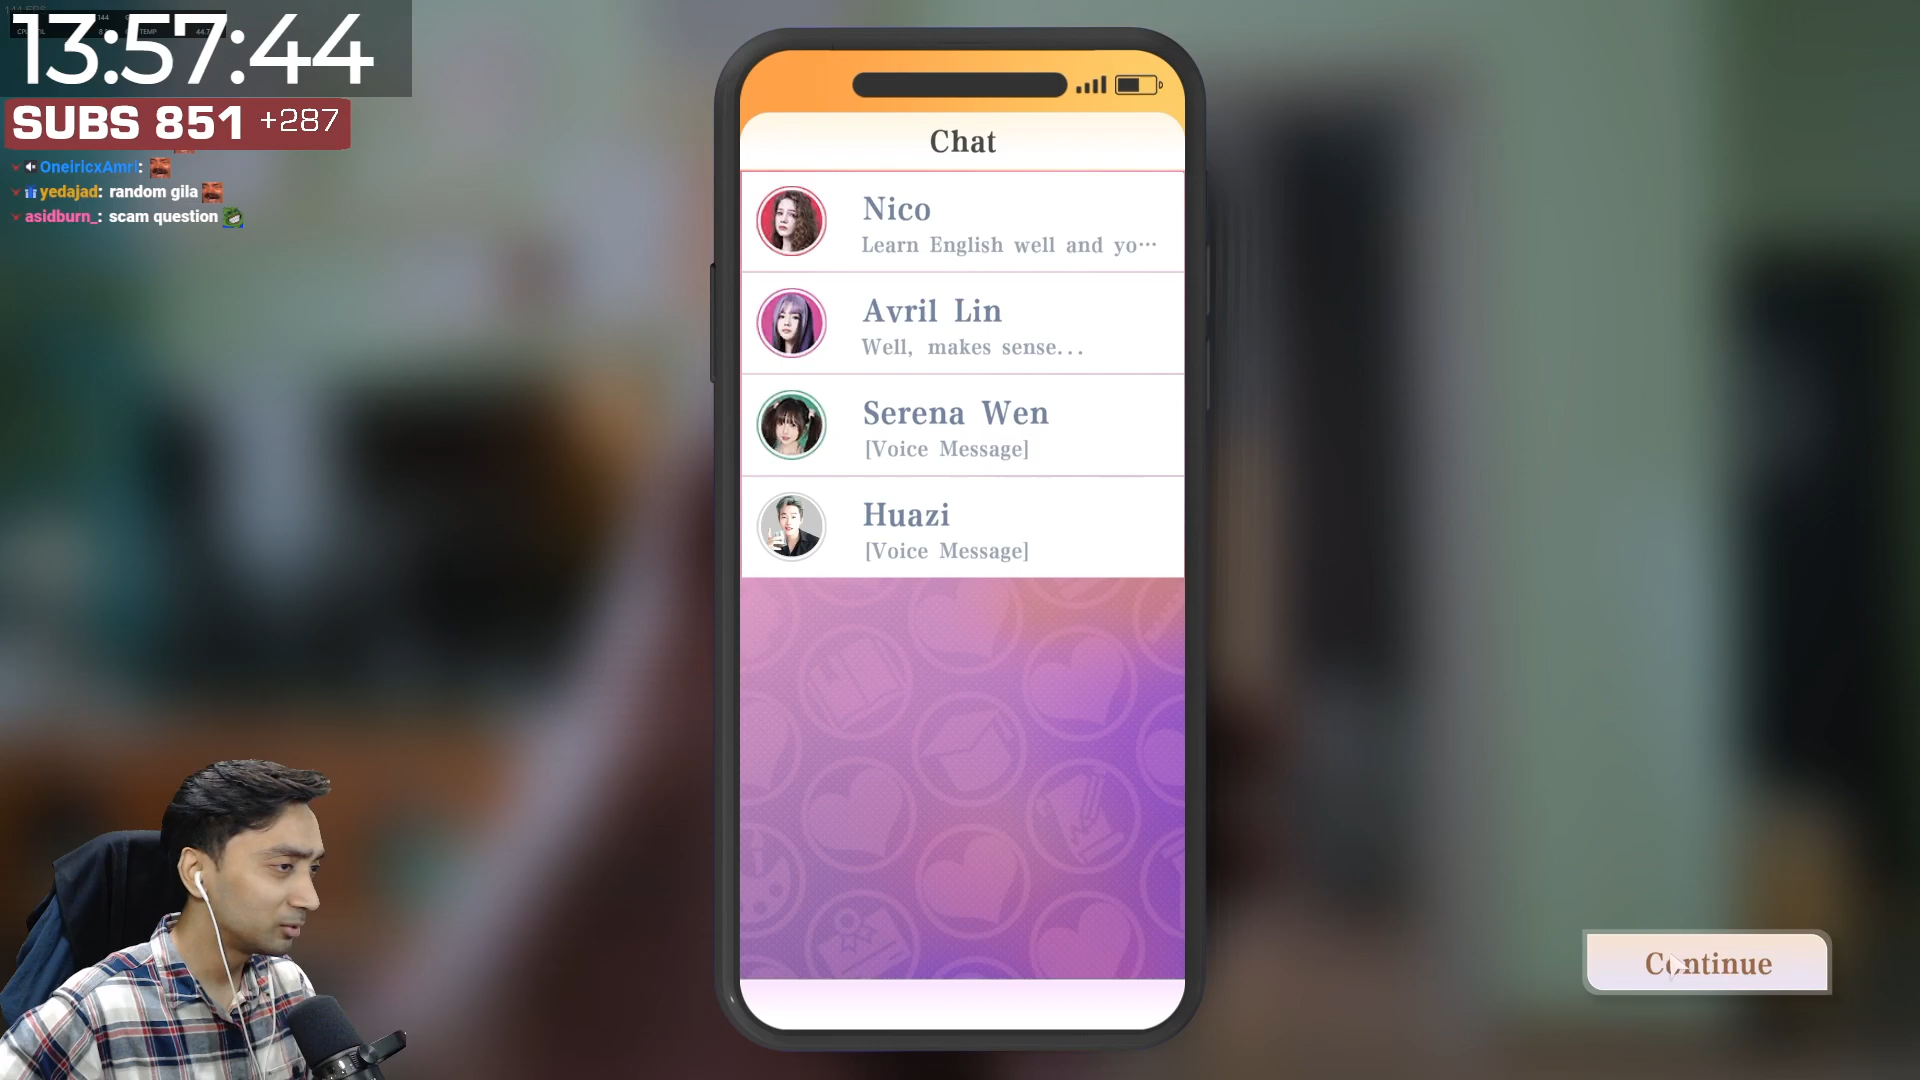 13:57:44
SUBS 851 +287
OneiricxAmri:
yedajad: random gila
asidburn_: scam question
Chat
Nico
Learn English well and yo…
Avril Lin
Well, makes sense...
Serena Wen
[Voice Message]
Huazi
[Voice Message]
Continue